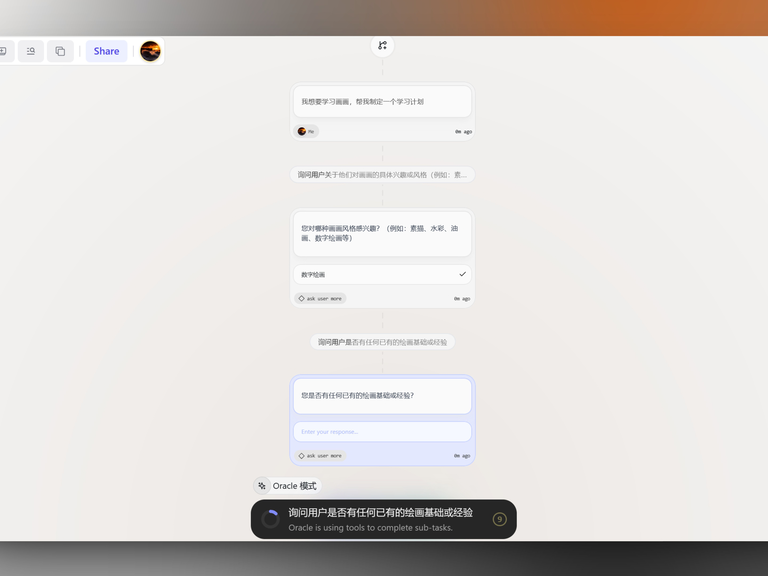 Share
我想要学习画画，帮我制定一个学习计划
Me
0m ago
询问用户关于他们对画画的具体兴趣或风格（例如：素...
您对哪种画画风格感兴趣？（例如：素描、水彩、油
画、数字绘画等）
数字绘画
ask user more
0m ago
询问用户是否有任何已有的绘画基础或经验
您是否有任何已有的绘画基础或经验?
Enter your response...
ask user more
0m ago
Oracle 模式
询问用户是否有任何已有的绘画基础或经验
Oracle is using tools to complete sub-tasks.
9